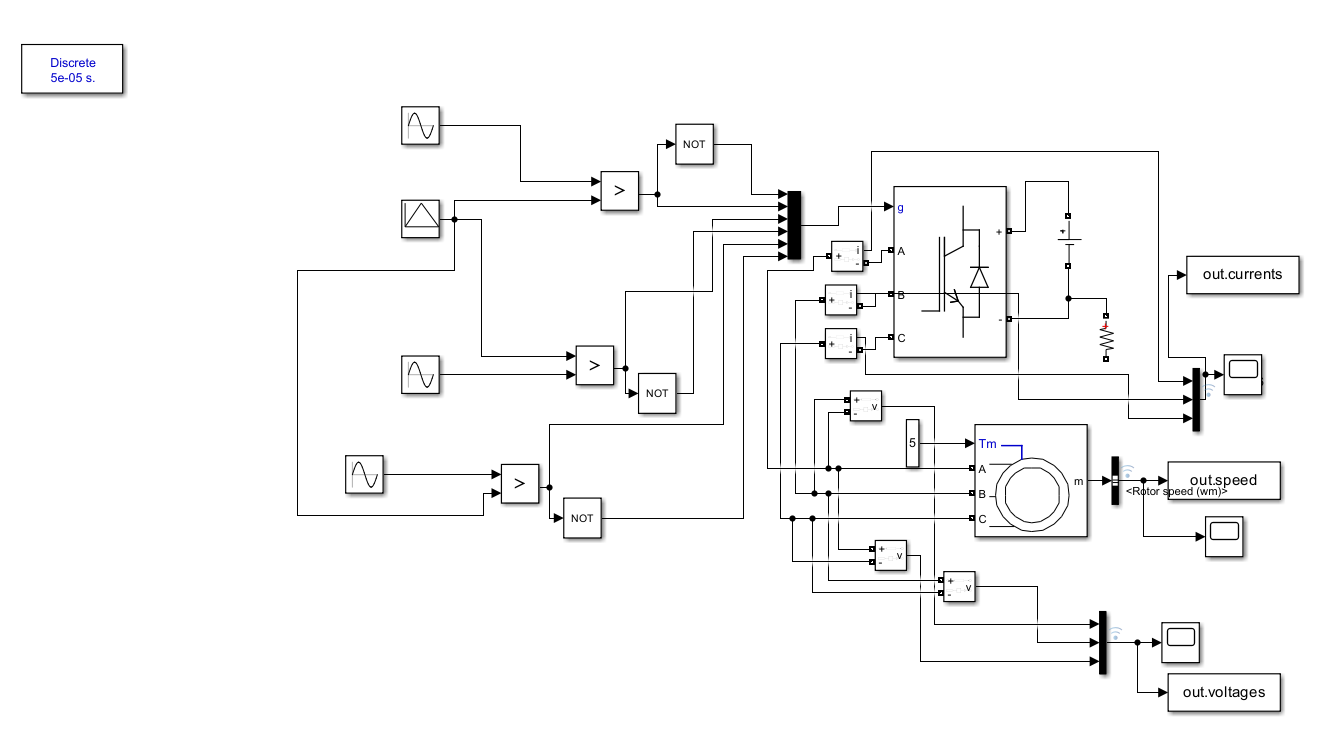 Discrete
5e-05 s.
NOT
>
g
A
+
i
+
-
B
i
+
-
C
i
+
-
-
+
out.currents
>
NOT
+
-
v
5
Tm
A
B
C
m
out.speed
<Rotor speed (wm)>
>
NOT
+
-
v
+
-
v
out.voltages